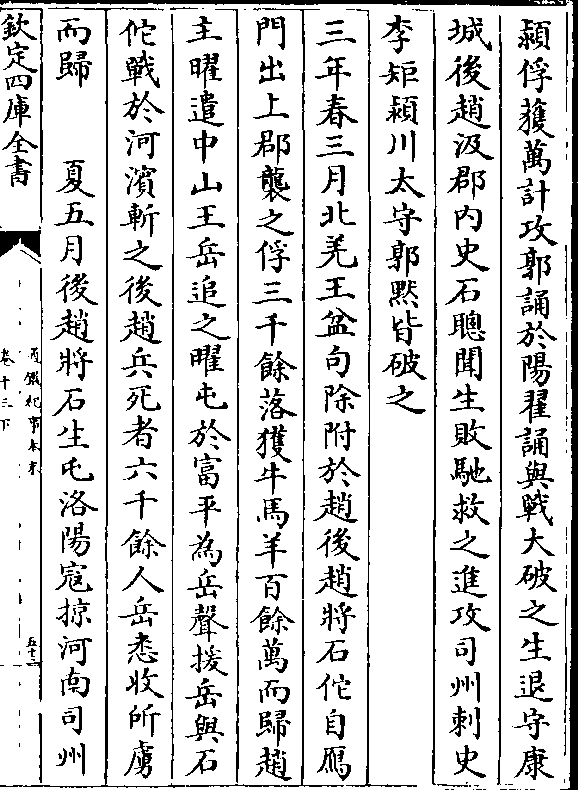 潁俘獲萬計攻郭誦於陽翟誦與戰大破之生退守康
城後趙汲郡内史石聰聞生敗馳救之進攻司州刺史
李矩潁川太守郭默皆破之
三年春三月北羌王盆句除附於趙後趙將石佗自鴈
門出上郡襲之俘三千餘落獲牛馬羊百餘萬而歸趙
主曜遣中山王岳追之曜屯於富平為岳聲援岳與石
佗戰於河濱斬之後趙兵死者六千餘人岳悉收所虜
而歸　夏五月後趙將石生屯洛陽寇掠河南司州
欽定四庫全書
通鑑紀事本末
卷十三下